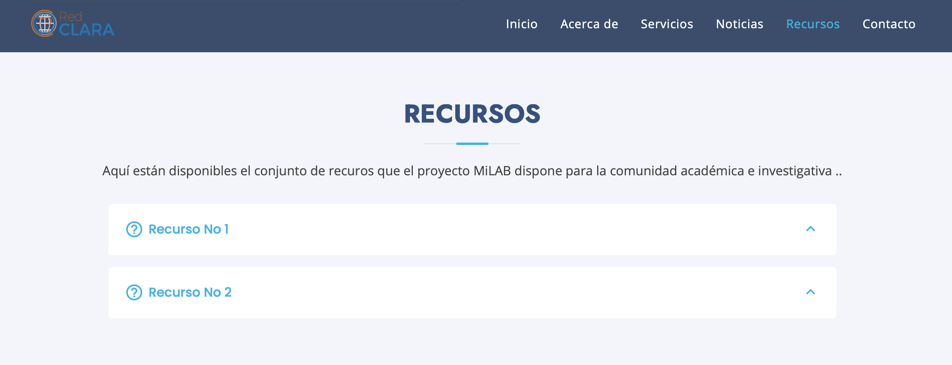 Red
CLARA
Inicio Acerca de Servicios Noticias Recursos Contacto
RECURSOS
Aquí están disponibles el conjunto de recuros que el proyecto MiLAB dispone para la comunidad académica e investigativa ..
Recurso No 1
Recurso No 2